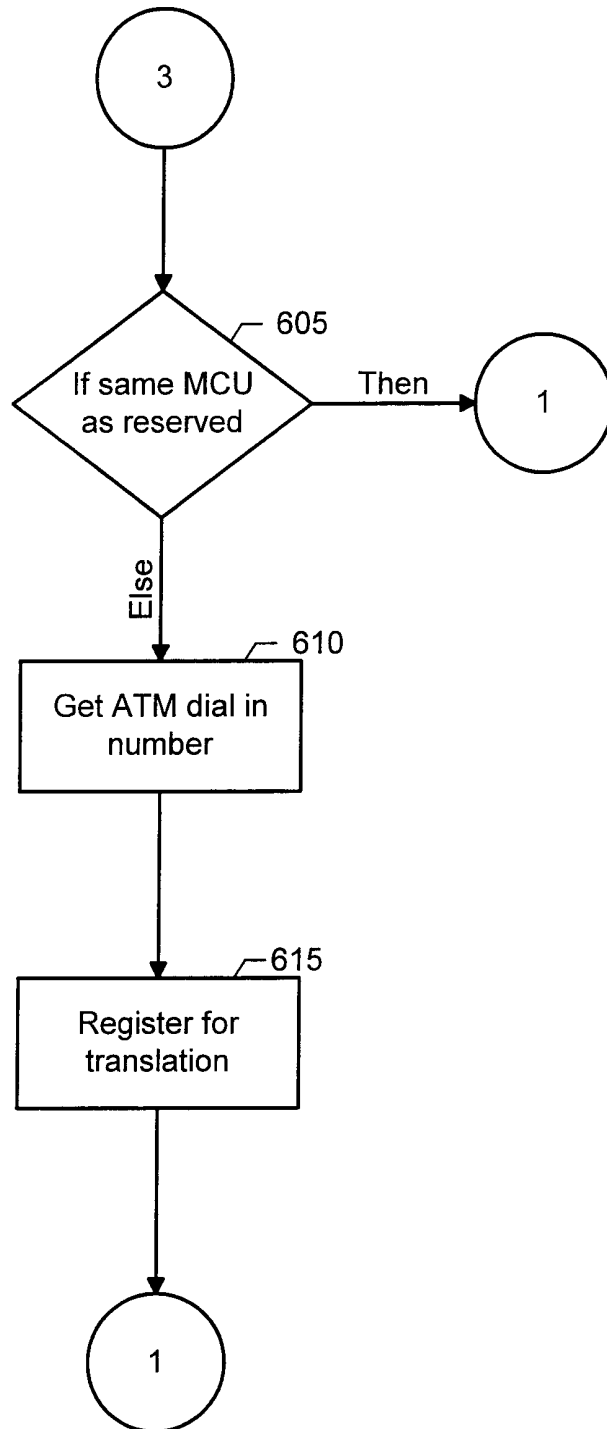 3
605
If same MCU
as reserved
Then
1
Else
610
Get ATM dial in
number
615
Register for
translation
1